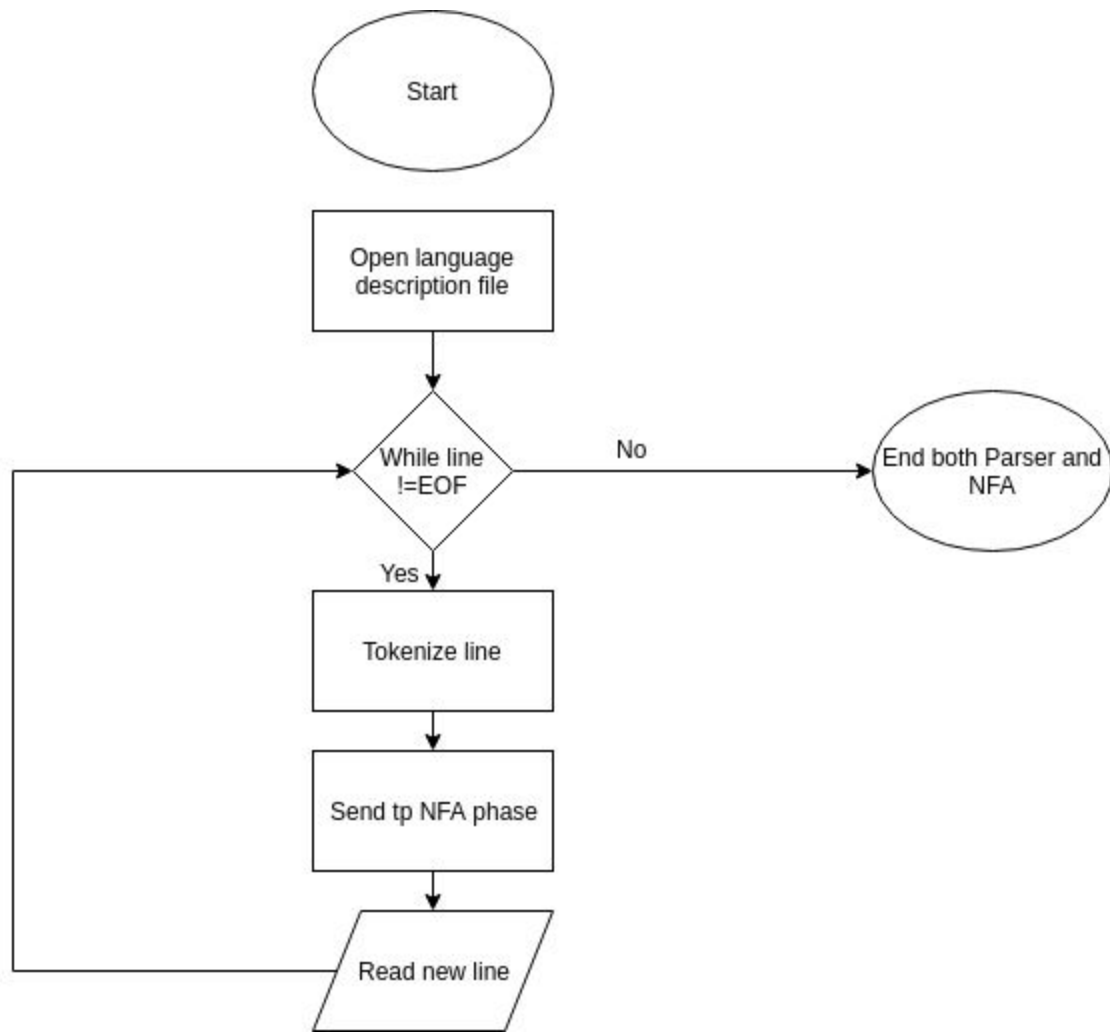 Start
Open language
description file
While line
!=EOF
No
End both Parser and
NFA
Yes
Tokenize line
Send tp NFA phase
Read new line